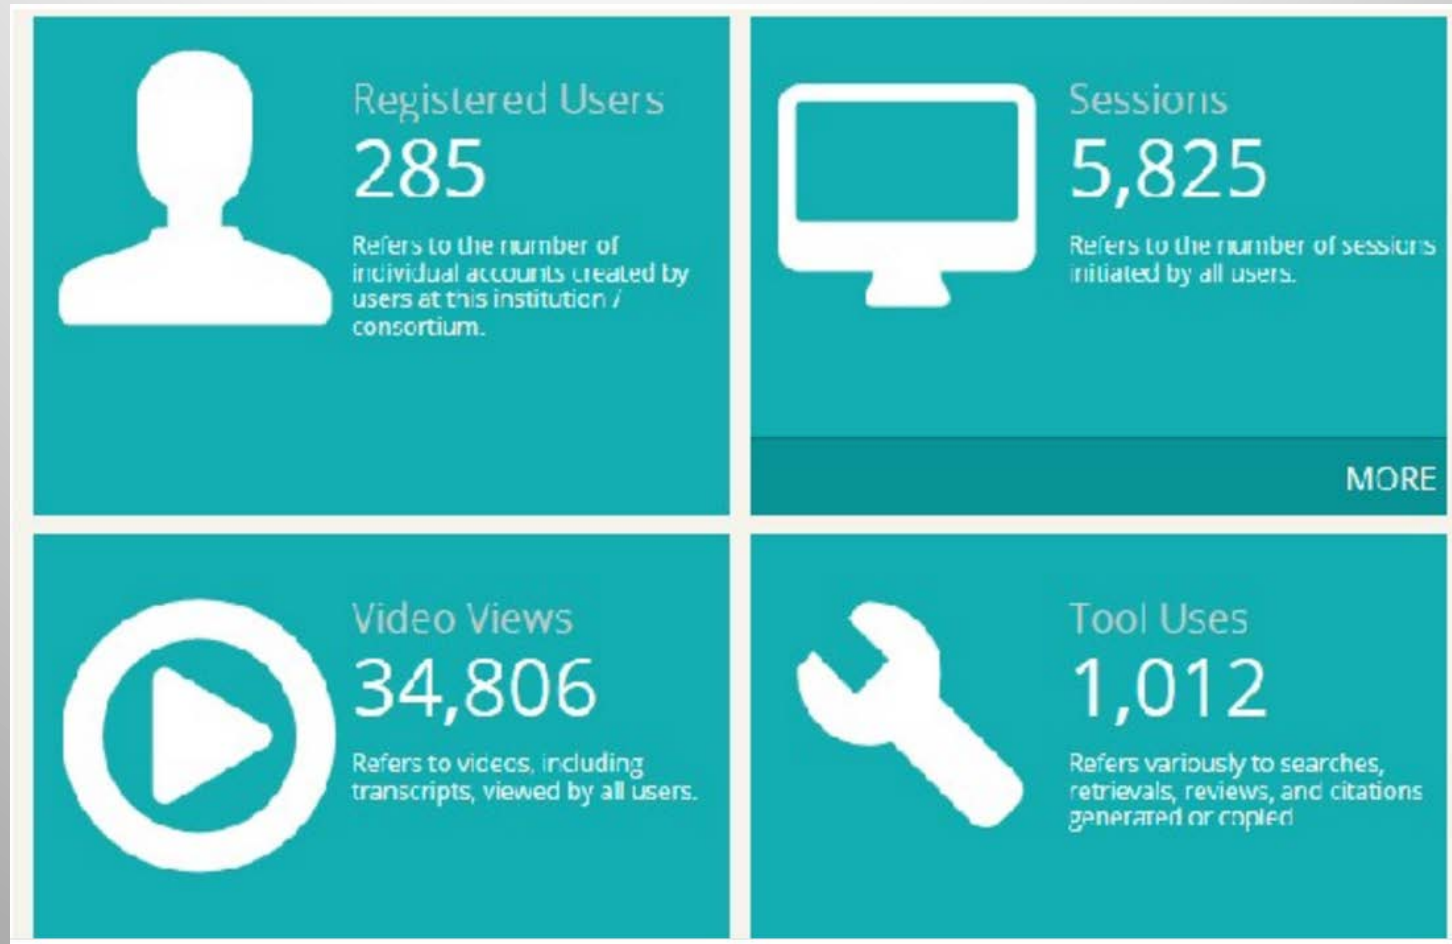 Registered Users
285
Refers to the number of
individual accounts created by
users at this institution /
consortium.
Sessions
5,825
Refers to the number of sessions
initiated by all users.
MORE
Video Views
34,806
Refers to videos, including
transcripts, viewed by all users.
Tool Uses
1,012
Refers variously to searches,
retrievals, reviews, and citations
generated or copied